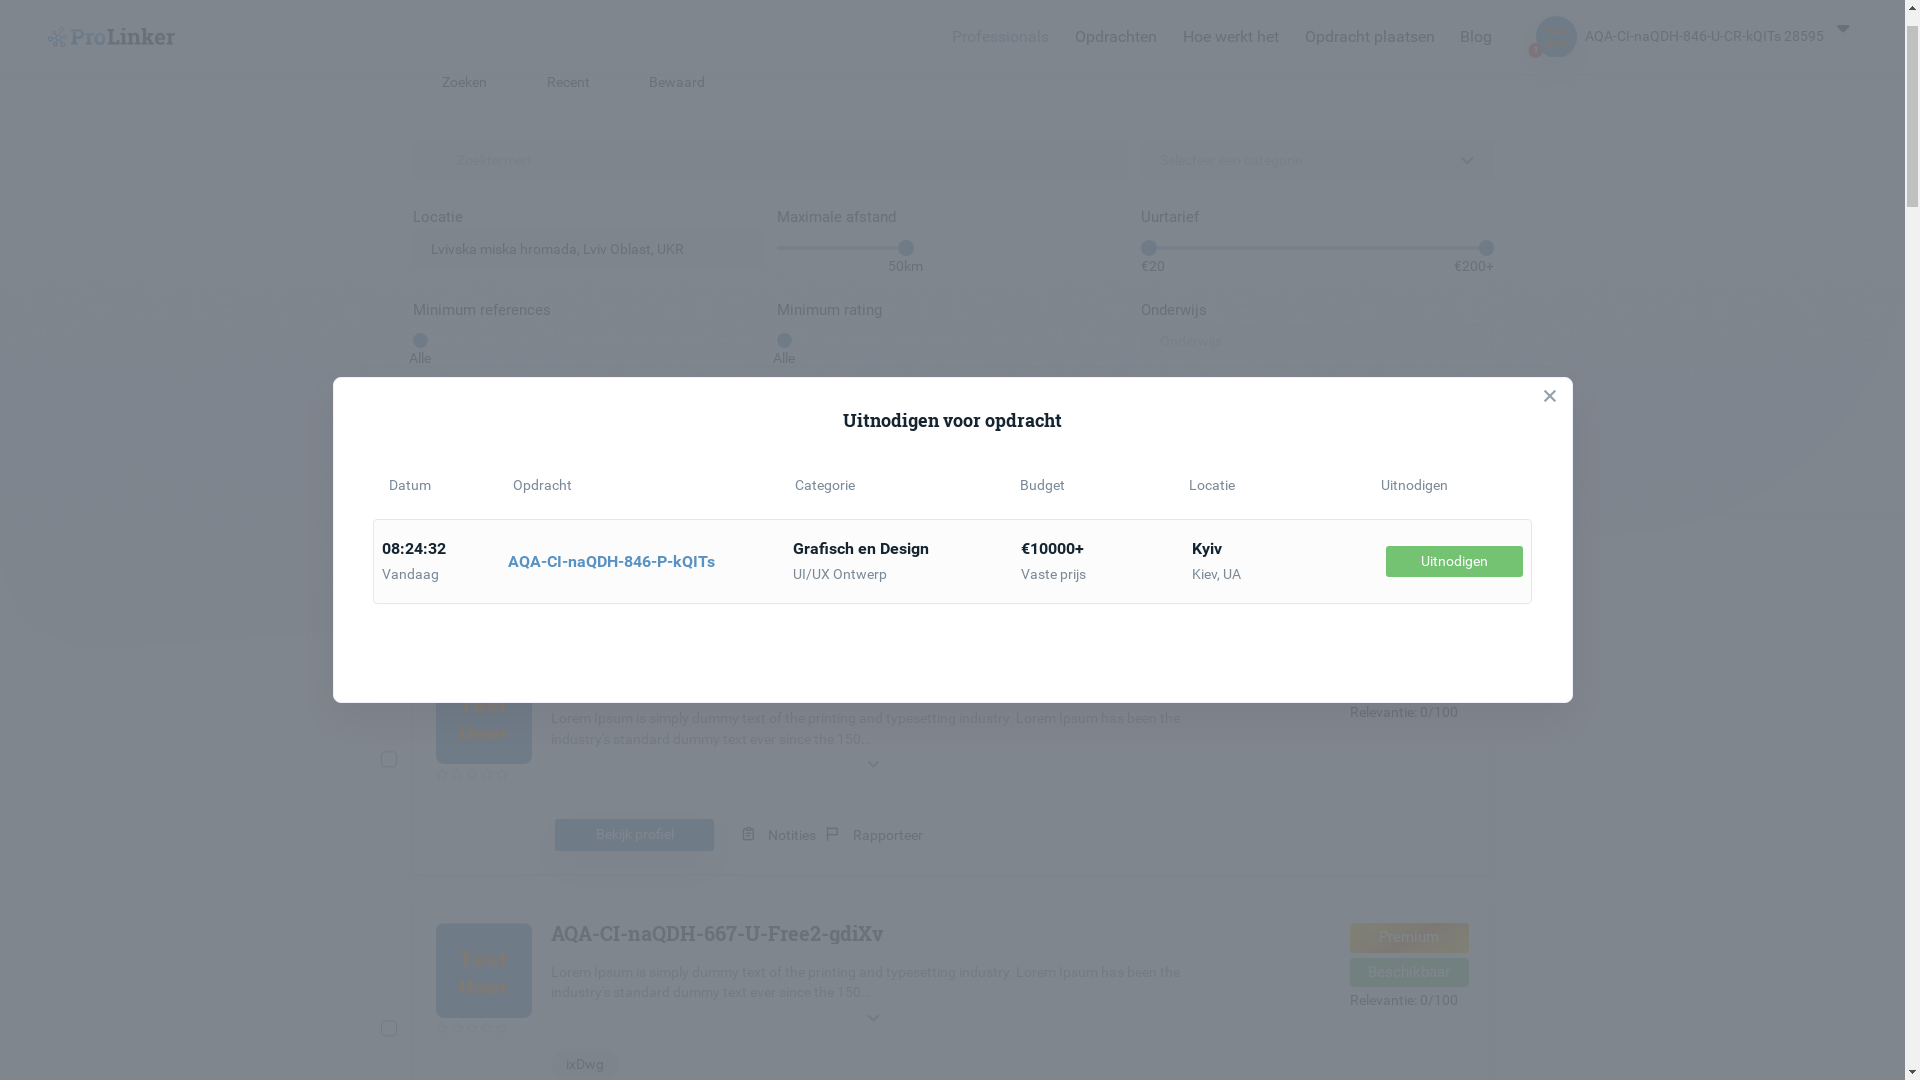 ProLinker
Professionals Opdrachten Hoe werkt het Opdracht plaatsen Blog AQA-CI-naQDH-846-U-CR-kQITs 28595
Zoeken Recent Bewaard
Zoektermen Selecteer een categorie
Locatie Maximale afstand Uurtarief
Lvivska miska hromada, Lviv Oblast, UKR
50km €20 €200+
Minimum references Minimum rating Onderwijs
Onderwijs
Alle Alle
Uitnodigen voor opdracht
Datum Opdracht Categorie Budget Locatie Uitnodigen
08:24:32 Grafisch en Design €10000+ Kyiv
AQA-CI-naQDH-846-P-kQITs Uitnodigen
Vandaag UI/UX Ontwerp Vaste prijs Kiev, UA
Relevantie: 0/100
Lorem Ipsum is simply dummy text of the printing and typesetting industry. Lorem Ipsum has been the
industry's standard dummy text ever since the 150...
Bekijk profiel Notities Rapporteer
AQA-CI-naQDH-667-U-Free2-gdiXv
Premium
Test
Lorem Ipsum is simply dummy text of the printing and typesetting industry. Lorem Ipsum has been the
Beschikbaar
industry's standard dummy text ever since the 150...
Relevantie: 0/100
ixDwg